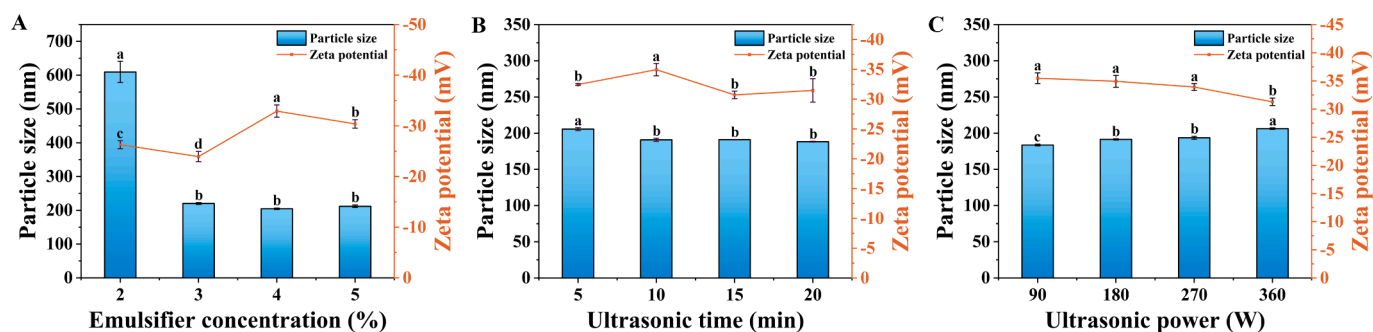 A
Particle size (nm)
700
600
500
400
300
200
100
0
a
c
b
d
b
a
b
b
Particle size
Zeta potential
-50
-40
-30
-20
-10
0
Zeta potential (mV)
2
3
4
5
Emulsifier concentration (%)
B
Particle size (nm)
350
300
250
200
150
100
50
0
b
a
a
b
b
b
b
b
Particle size
Zeta potential
-40
-35
-30
-25
-20
-15
-10
-5
0
Zeta potential (mV)
5
10
15
20
Ultrasonic time (min)
C
Particle size (nm)
350
300
250
200
150
100
50
0
a
c
a
b
a
b
b
a
Particle size
Zeta potential
-45
-40
-35
-30
-25
-20
-15
-10
-5
0
Zeta potential (mV)
90
180
270
360
Ultrasonic power (W)